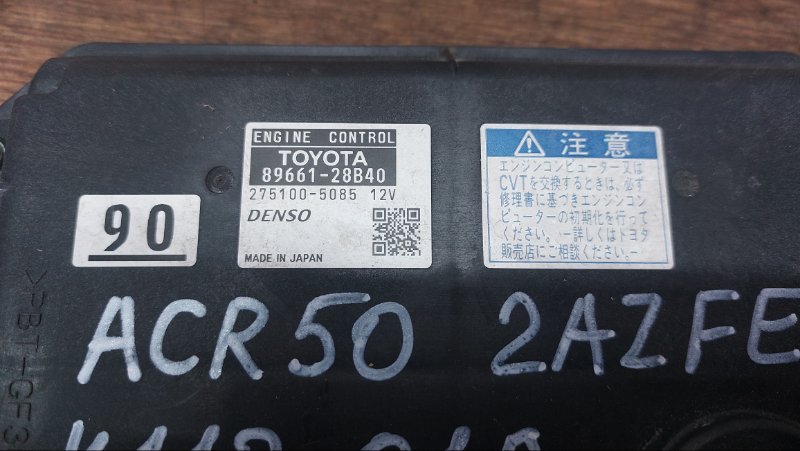 ENGINE CONTROL
TOYOTA
89661-28B40
275100-5085 12V
DENSO
MADE IN JAPAN
90
注意
エンジンコンピューター又は
CVTを交換するときは、必ず
修理書に基づきエンジンコン
ピューターの初期化を行って
ください。—詳しくはトヨタ
販売店にご相談ください。—
ACR50 2AZFE
>PBT-GF3